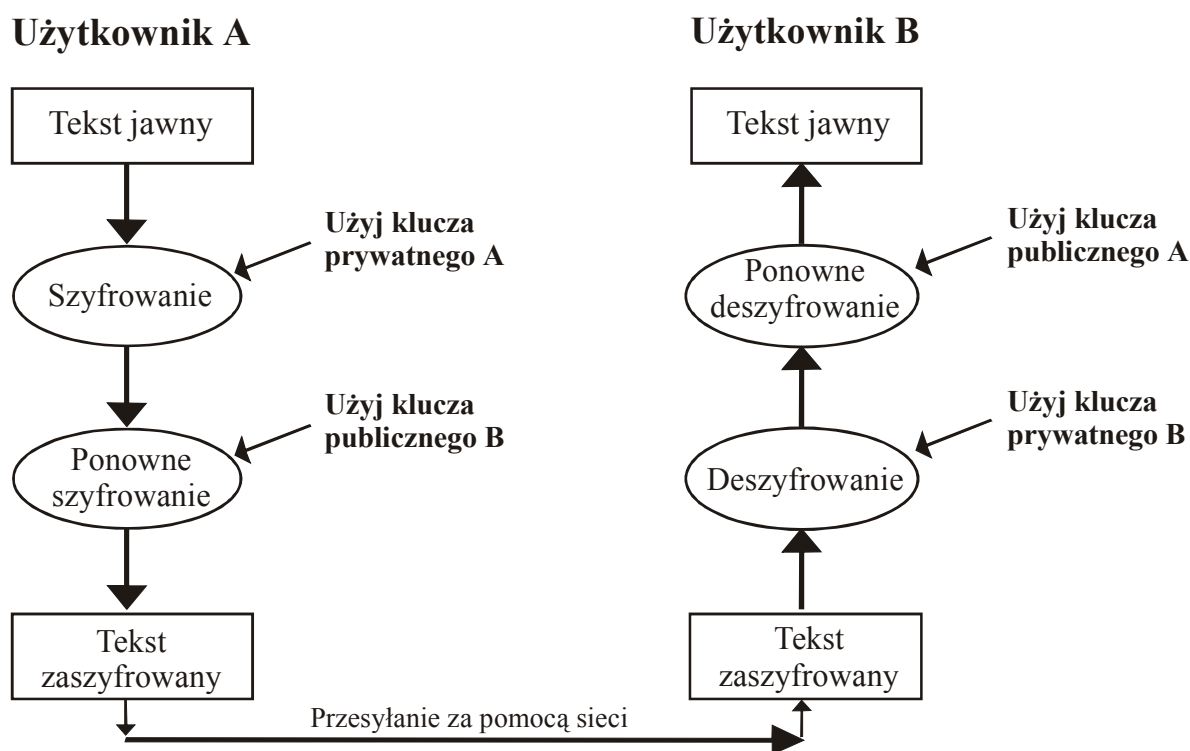 Użytkownik A
Tekst jawny
Użyj klucza
prywatnego A
Szyfrowanie
Użyj klucza
publicznego B
Ponowne
szyfrowanie
Tekst
zaszyfrowany
Przesyłanie za pomocą sieci
Użytkownik B
Tekst jawny
Użyj klucza
publicznego A
Ponowne
deszyfrowanie
Użyj klucza
prywatnego B
Deszyfrowanie
Tekst
zaszyfrowany